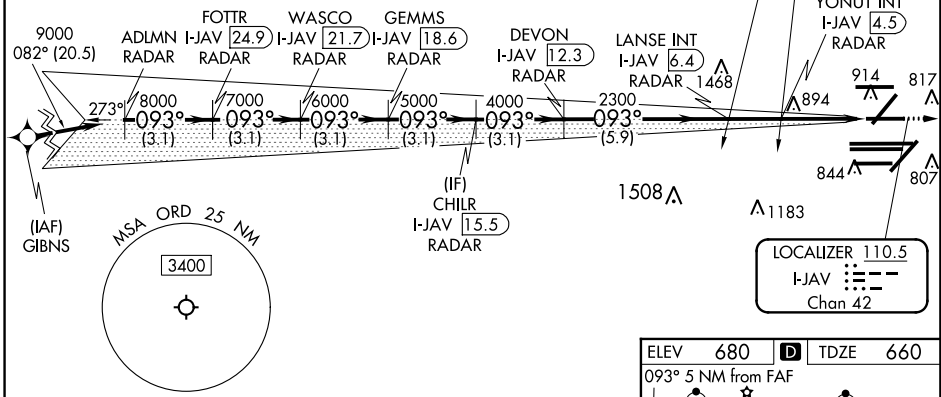 YONUT INT
I-JAV 4.5
RADAR
9000
082° (20.5)
ADLMN
RADAR
FOTTR
I-JAV 24.9
RADAR
WASCO
I-JAV 21.7
RADAR
GEMMS
I-JAV 18.6
RADAR
DEVON
I-JAV 12.3
RADAR
LANSE INT
I-JAV 6.4
RADAR
1468
914
817
894
273°
8000
093°
(3.1)
7000
093°
(3.1)
6000
093°
(3.1)
5000
093°
(3.1)
4000
093°
(3.1)
2300
093°
(5.9)
844
807
(IAF)
GIBNS
(IF)
CHILR
I-JAV 15.5
RADAR
1508
1183
MSA ORD 25 NM
3400
LOCALIZER 110.5
I-JAV
Chan 42
ELEV 680 D TDZE 660
093° 5 NM from FAF